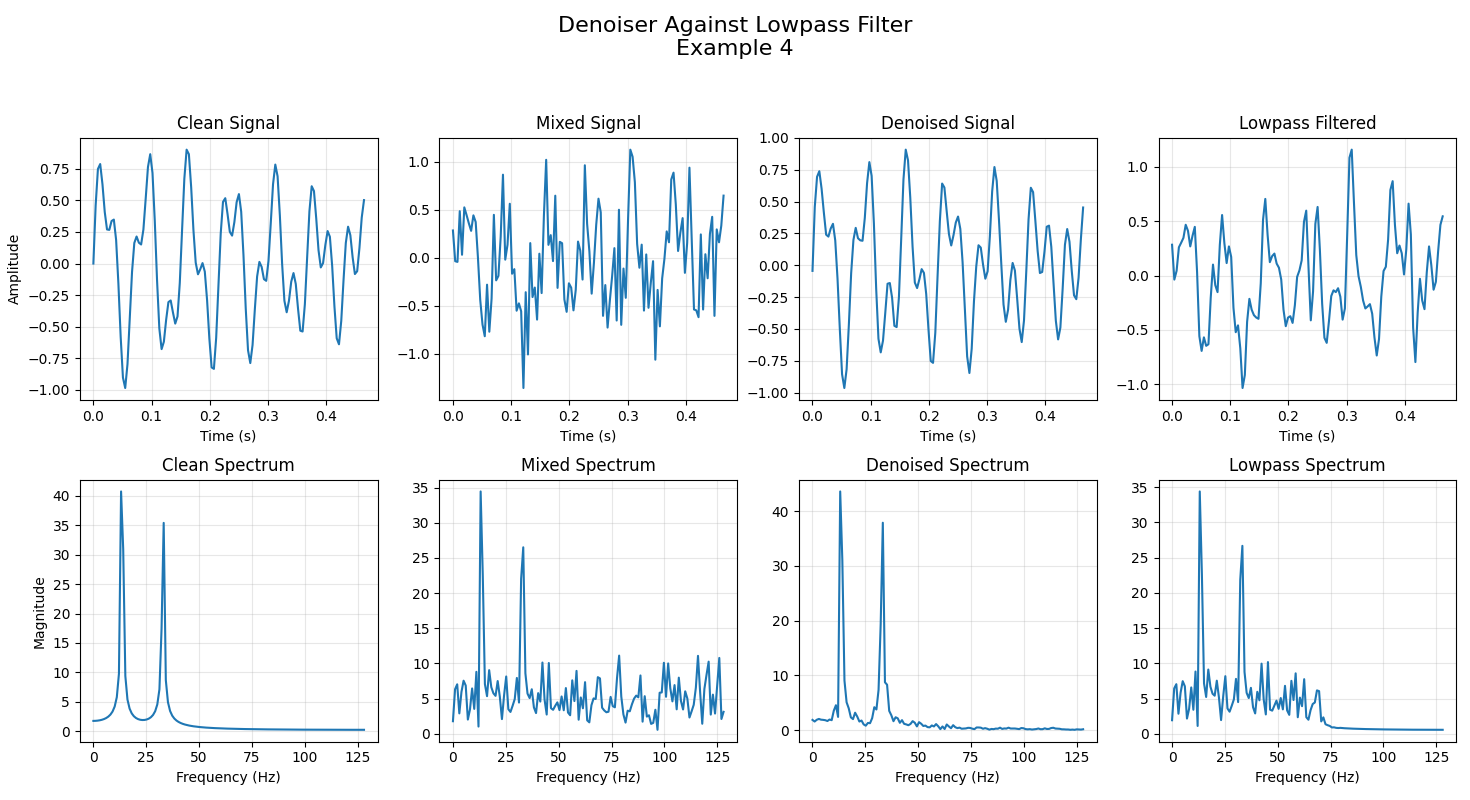 Denoiser Against Lowpass Filter
Example 4
Clean Signal
Mixed Signal
Denoised Signal
Lowpass Filtered
Amplitude
0.75
0.50
0.25
0.00
−0.25
−0.50
−0.75
−1.00
0.0 0.1 0.2 0.3 0.4
Time (s)
1.0
0.5
0.0
−0.5
−1.0
0.0 0.1 0.2 0.3 0.4
Time (s)
1.00
0.75
0.50
0.25
0.00
−0.25
−0.50
−0.75
−1.00
0.0 0.1 0.2 0.3 0.4
Time (s)
1.0
0.5
0.0
−0.5
−1.0
0.0 0.1 0.2 0.3 0.4
Time (s)
Clean Spectrum
Mixed Spectrum
Denoised Spectrum
Lowpass Spectrum
Magnitude
40
35
30
25
20
15
10
5
0
0 25 50 75 100 125
Frequency (Hz)
35
30
25
20
15
10
5
0
0 25 50 75 100 125
Frequency (Hz)
40
30
20
10
0
0 25 50 75 100 125
Frequency (Hz)
35
30
25
20
15
10
5
0
0 25 50 75 100 125
Frequency (Hz)